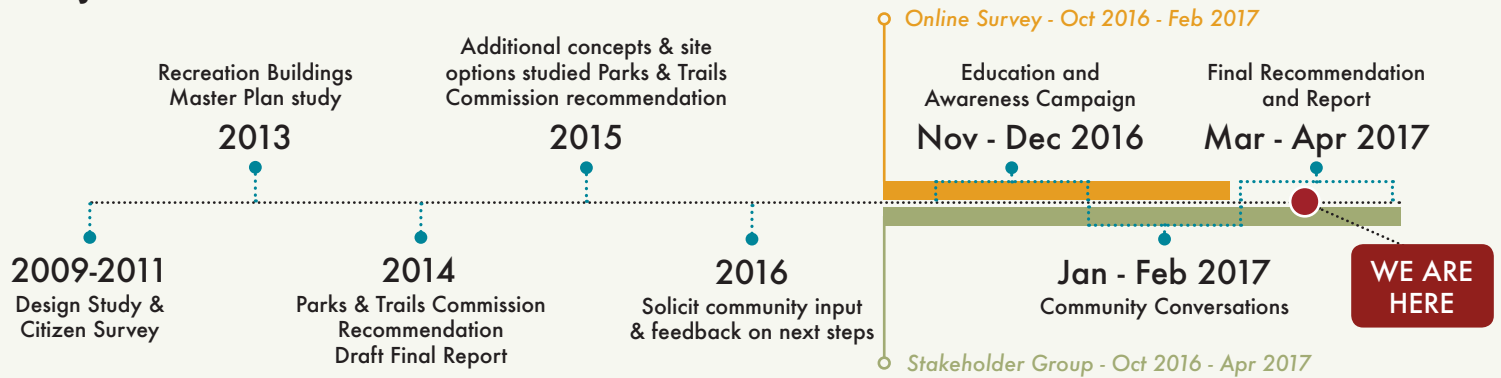 Online Survey - Oct 2016 - Feb 2017
Recreation Buildings
Master Plan study
2013
Additional concepts & site
options studied Parks & Trails
Commission recommendation
2015
Education and
Awareness Campaign
Nov - Dec 2016
Final Recommendation
and Report
Mar - Apr 2017
2009-2011
Design Study &
Citizen Survey
2014
Parks & Trails Commission
Recommendation
Draft Final Report
2016
Solicit community input
& feedback on next steps
Jan - Feb 2017
Community Conversations
WE ARE
HERE
Stakeholder Group - Oct 2016 - Apr 2017